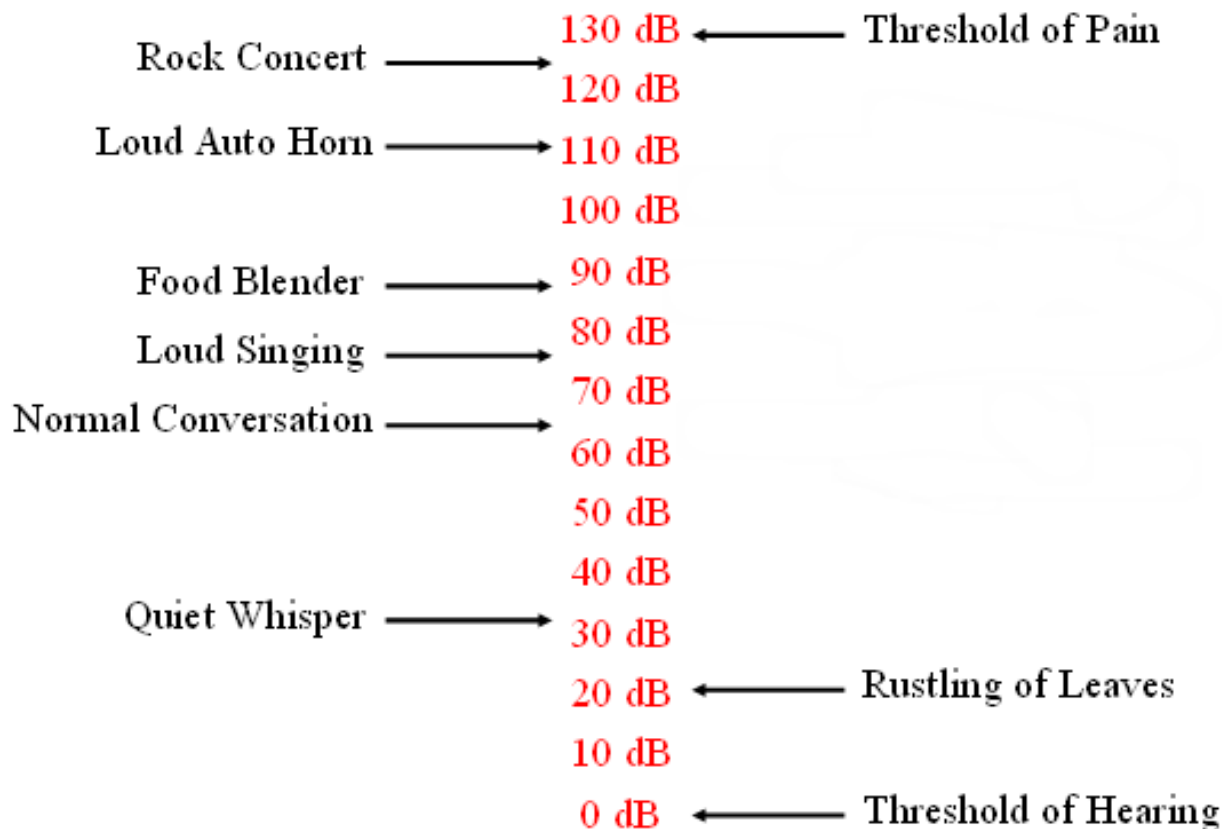 130 dB
Threshold of Pain
Rock Concert
120 dB
Loud Auto Horn
110 dB
100 dB
Food Blender
90 dB
80 dB
Loud Singing
70 dB
Normal Conversation
60 dB
50 dB
40 dB
Quiet Whisper
30 dB
20 dB
Rustling of Leaves
10 dB
0 dB
Threshold of Hearing